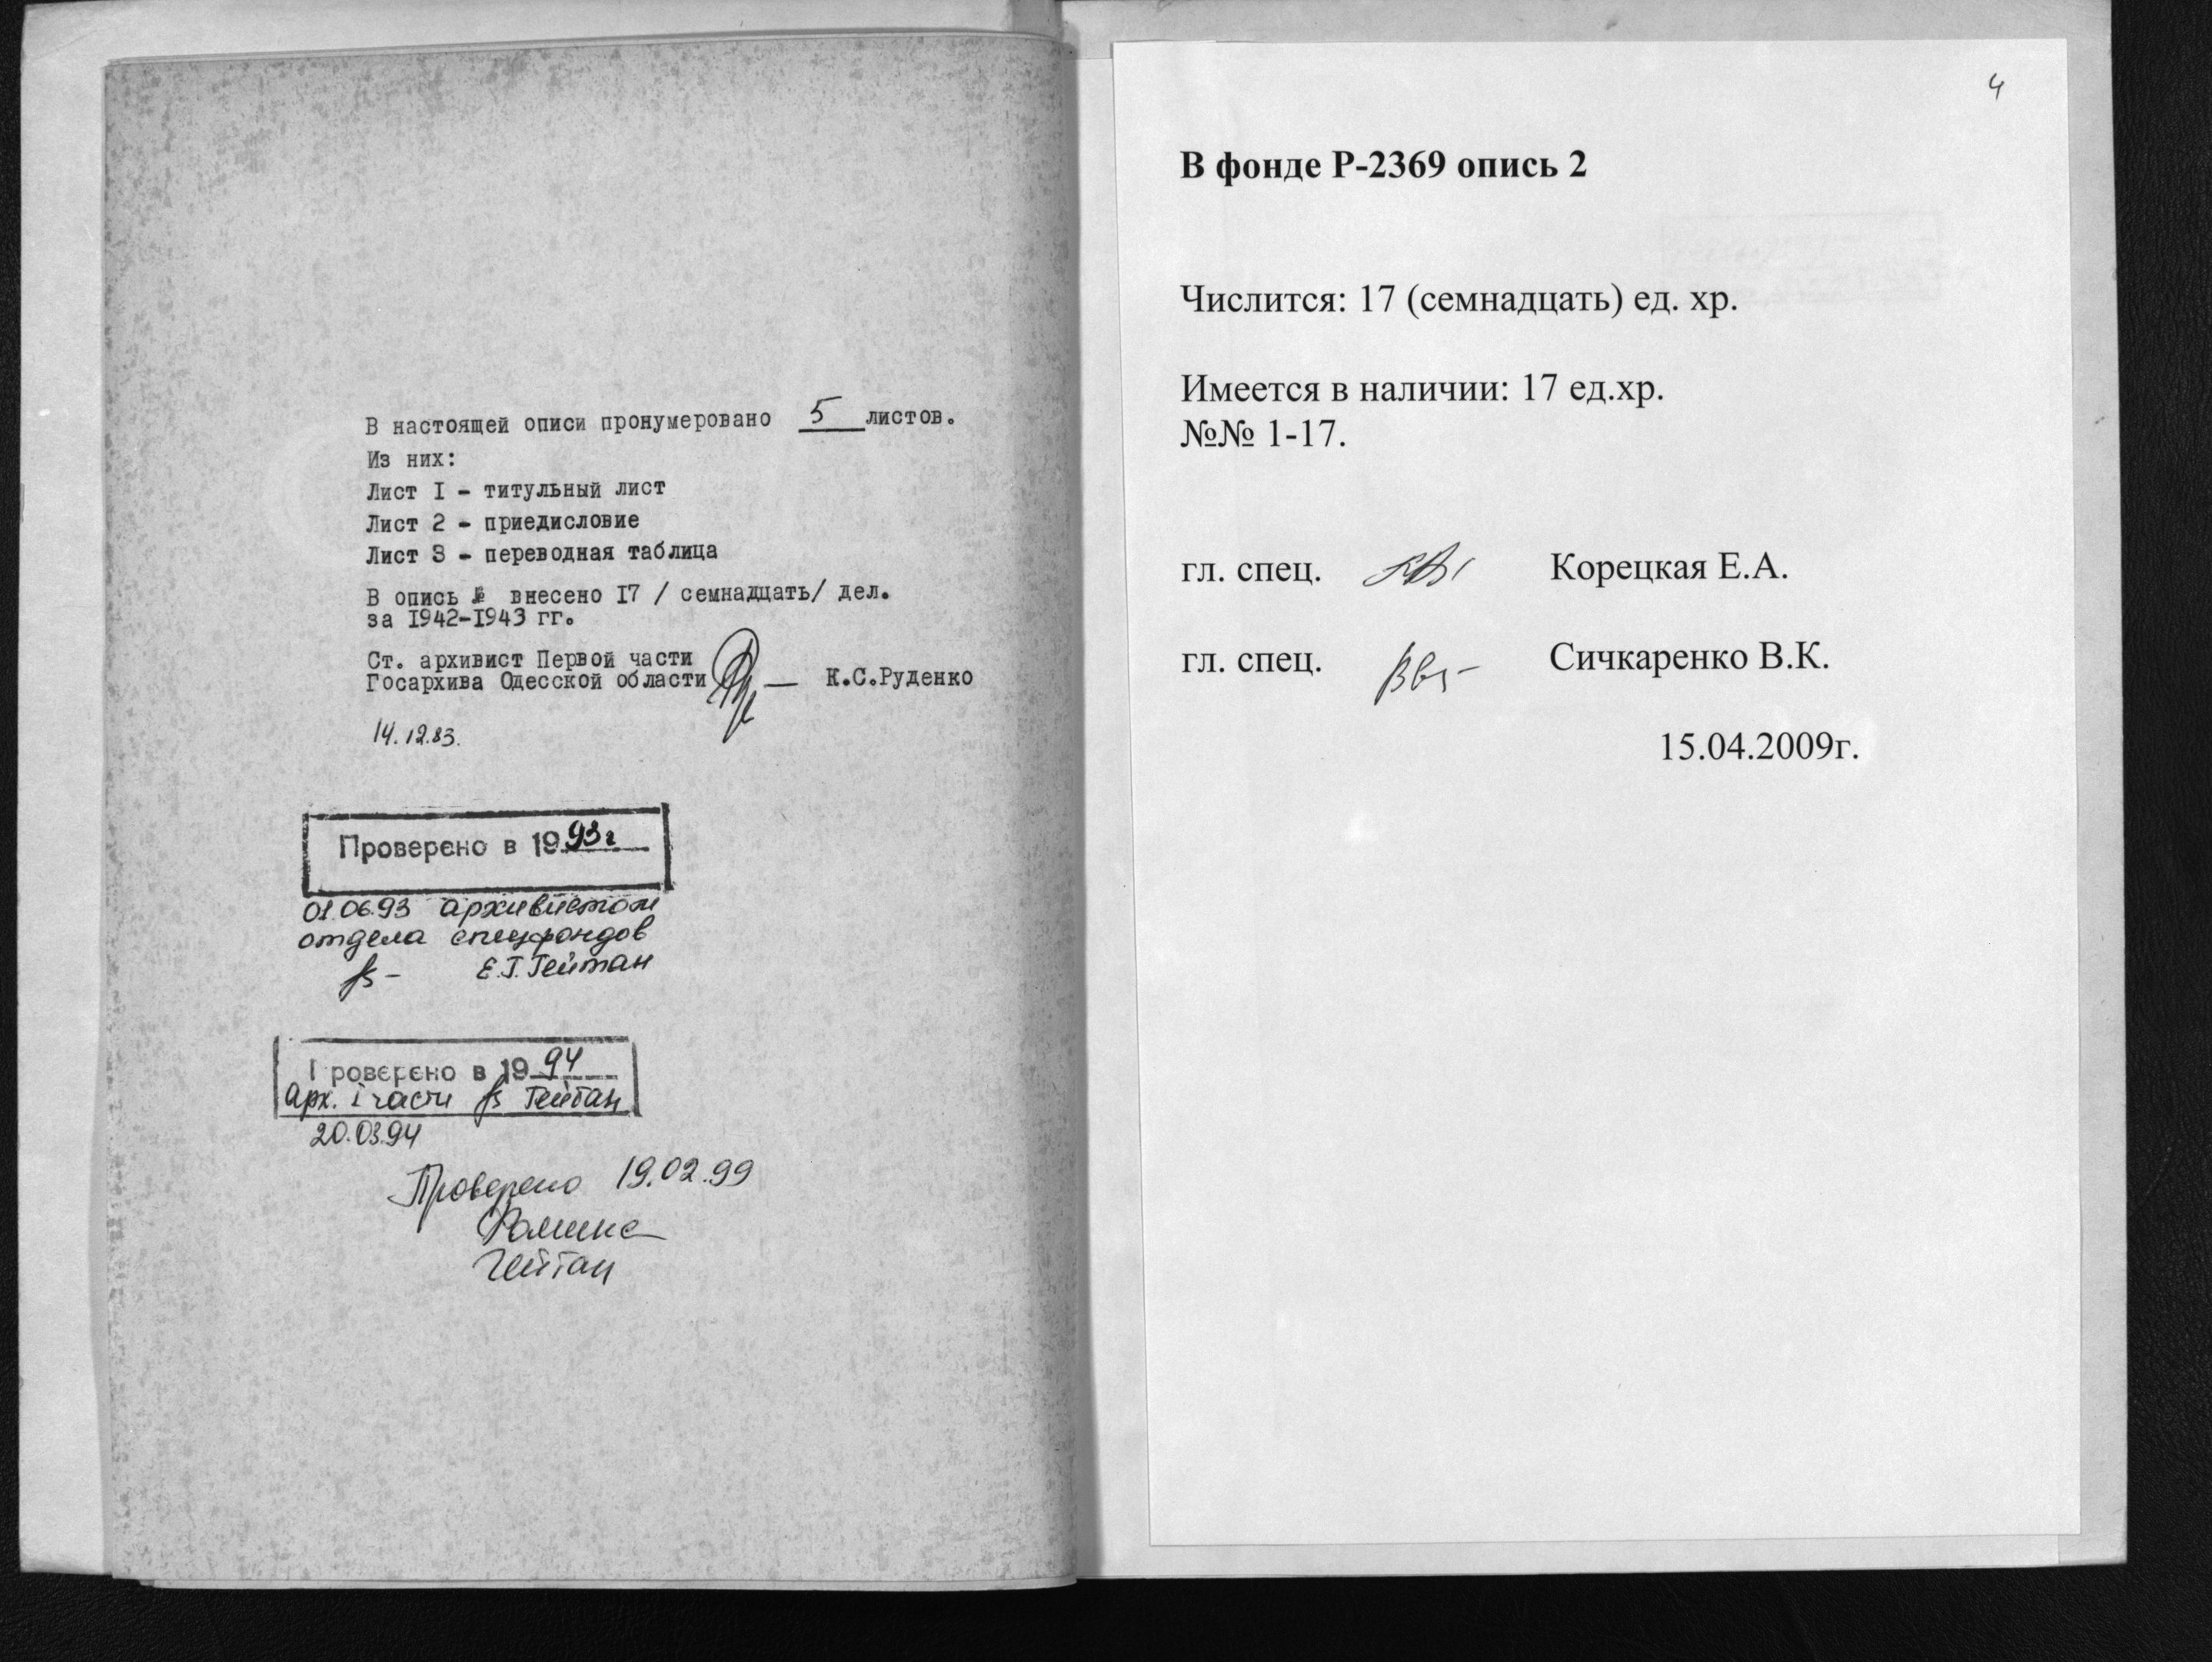 В настоящей описи пронумеровано 5 листов.
Из них:
Лист I - титульный лист
Лист 2 - приедисловие
Лист 3 - переводная таблица
В опись № внесено I7 / семнадцать/ дел.
за I942-I943 гг.
Ст. архивист Первой части
Госархива Одесской области К.С.Руденко
14.12.83.
Проверено в 1993г
01.06.93 архивистом
отдела спецфондов
Е.Г.Гейтан
Проверено в 1994
Арх. I части Гейтан
20.03.94
Проверено 19.02.99
Гейтан
4
В фонде Р-2369 опись 2
Числится: 17 (семнадцать) ед. хр.
Имеется в наличии: 17 ед.хр.
№№ 1-17.
гл. спец. Корецкая Е.А.
гл. спец. Сичкаренко В.К.
15.04.2009г.